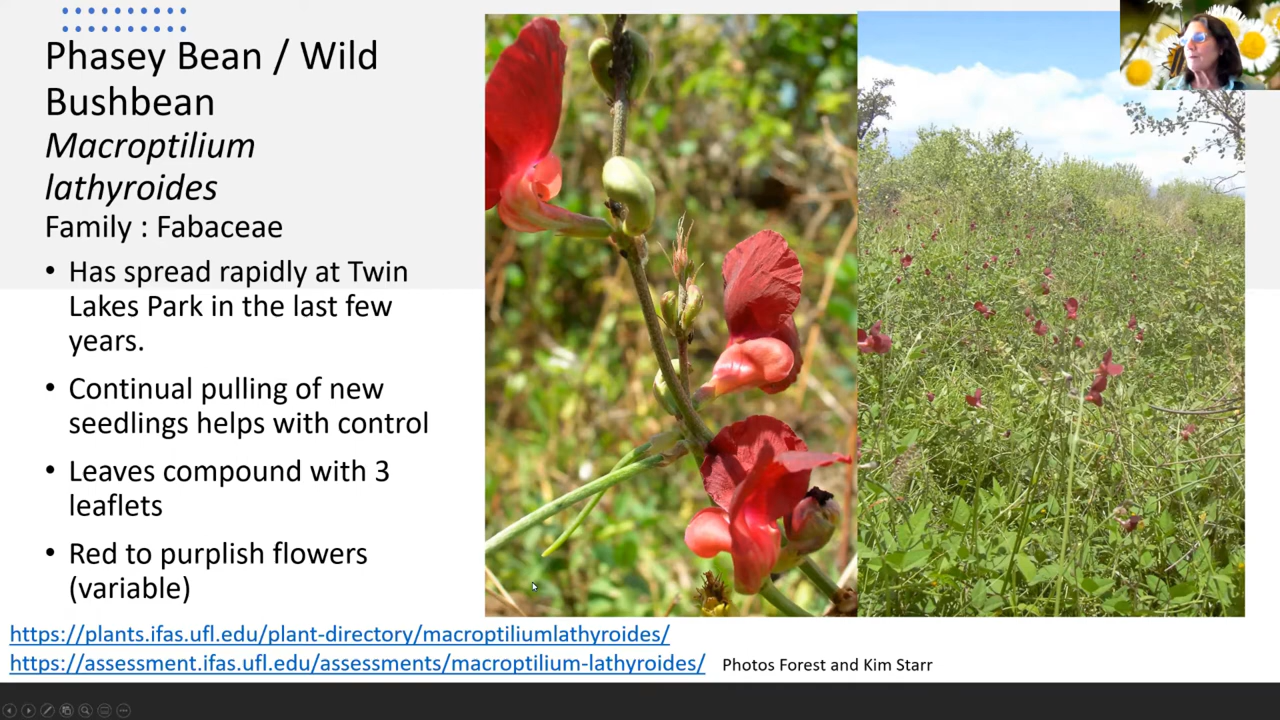 Phasey Bean / Wild
Bushbean
Macroptilium
lathyroides
Family : Fabaceae
• Has spread rapidly at Twin
Lakes Park in the last few
years.
• Continual pulling of new
seedlings helps with control
• Leaves compound with 3
leaflets
• Red to purplish flowers
(variable)
https://plants.ifas.ufl.edu/plant-directory/macroptiliumlathyroides/
https://assessment.ifas.ufl.edu/assessments/macroptilium-lathyroides/ Photos Forest and Kim Starr